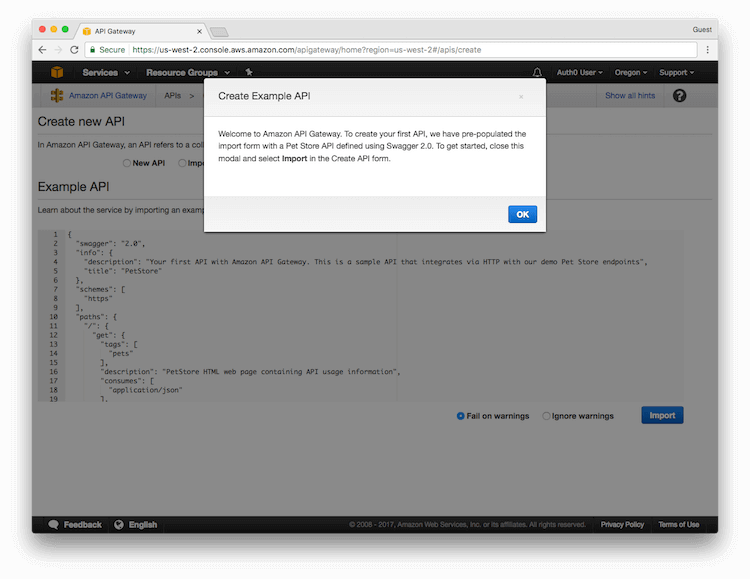 API Gateway
Guest
Secure https://us-west-2.console.aws.amazon.com/apigateway/home?region=us-west-2#/apis/create
Services Resource Groups Auth0 User Oregon Support
Amazon API Gateway APIs > Show all hints
Create Example API
Create new API
Welcome to Amazon API Gateway. To create your first API, we have pre-populated the
import form with a Pet Store API defined using Swagger 2.0. To get started, close this
modal and select Import in the Create API form.
In Amazon API Gateway, an API refers to a
New API
Example API
Learn about the service by importing an
OK
1 {
2 "swagger": "2.0",
3 "info": {
4 "description": "Your first API with Amazon API Gateway. This is a sample API that integrates via HTTP with our demo Pet Store endpoints",
5 "title": "PetStore"
6 },
7 "schemes": [
8 "https"
9 ],
10 "paths": {
11 "/": {
12 "get": {
13 "tags": [
14 "pets"
15 ],
16 "description": "PetStore HTML web page containing API usage information",
17 "consumes": [
18 "application/json"
19 ],
Fail on warnings Ignore warnings Import
Feedback English © 2008 - 2017, Amazon Web Services, Inc. or its affiliates. All rights reserved. Privacy Policy Terms of Use